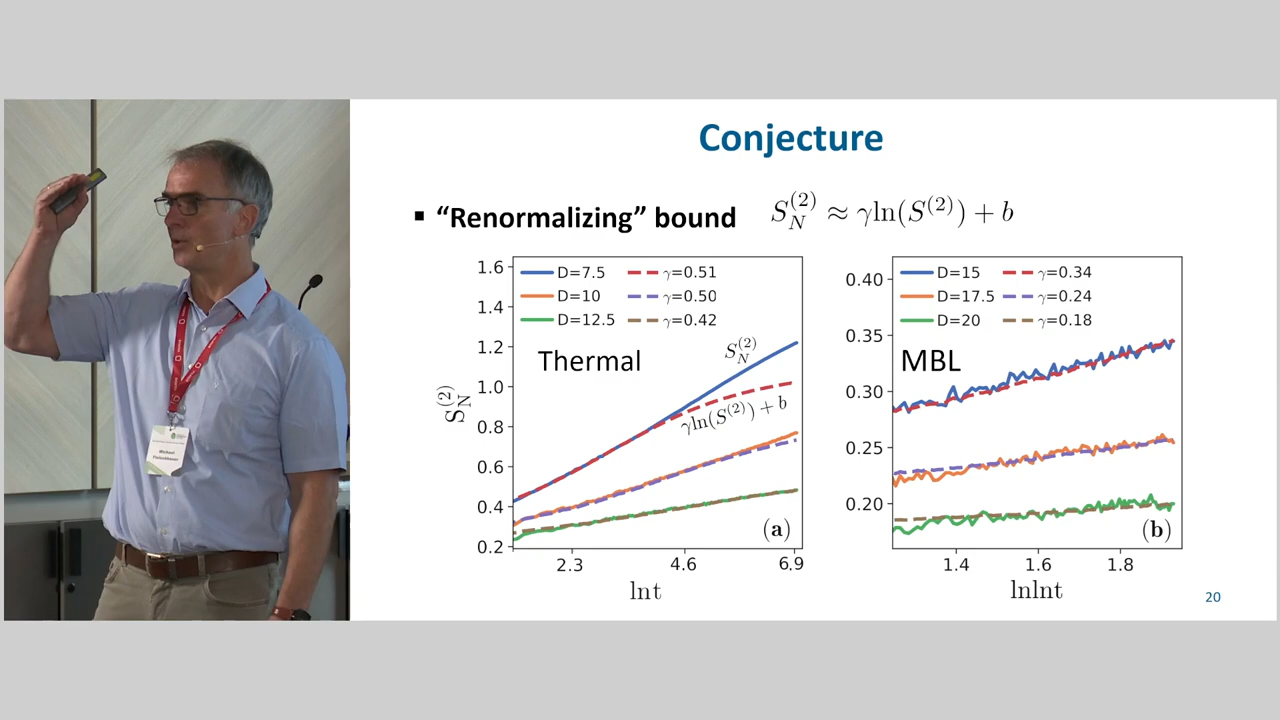 Conjecture
▪ “Renormalizing” bound S_N^{(2)} ≈ γln(S^{(2)}) + b
S_N^{(2)}
1.6
1.4
1.2
1.0
0.8
0.6
0.4
0.2
D=7.5 γ=0.51
D=10 γ=0.50
D=12.5 γ=0.42
Thermal
S_N^{(2)}
γln(S^{(2)}) + b
(a)
2.3 4.6 6.9
lnt
0.40
0.35
0.30
0.25
0.20
D=15 γ=0.34
D=17.5 γ=0.24
D=20 γ=0.18
MBL
(b)
1.4 1.6 1.8
lnlnt
20
Michael
Fleischhauer